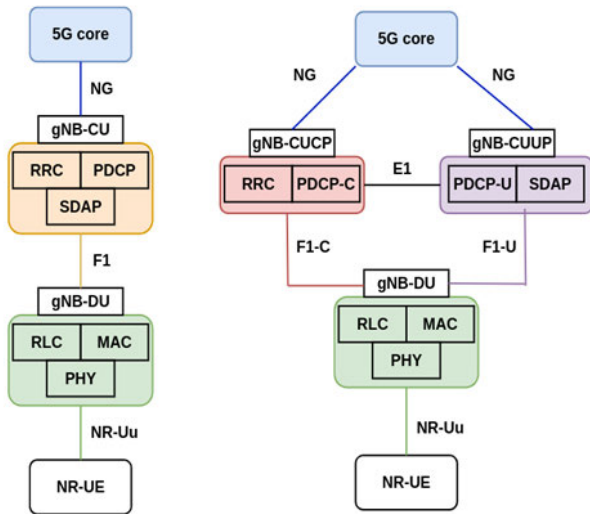 5G core
NG
gNB-CU
RRC PDCP
SDAP
F1
gNB-DU
RLC MAC
PHY
NR-Uu
NR-UE
5G core
NG NG
gNB-CUCP gNB-CUUP
RRC PDCP-C E1 PDCP-U SDAP
F1-C F1-U
gNB-DU
RLC MAC
PHY
NR-Uu
NR-UE